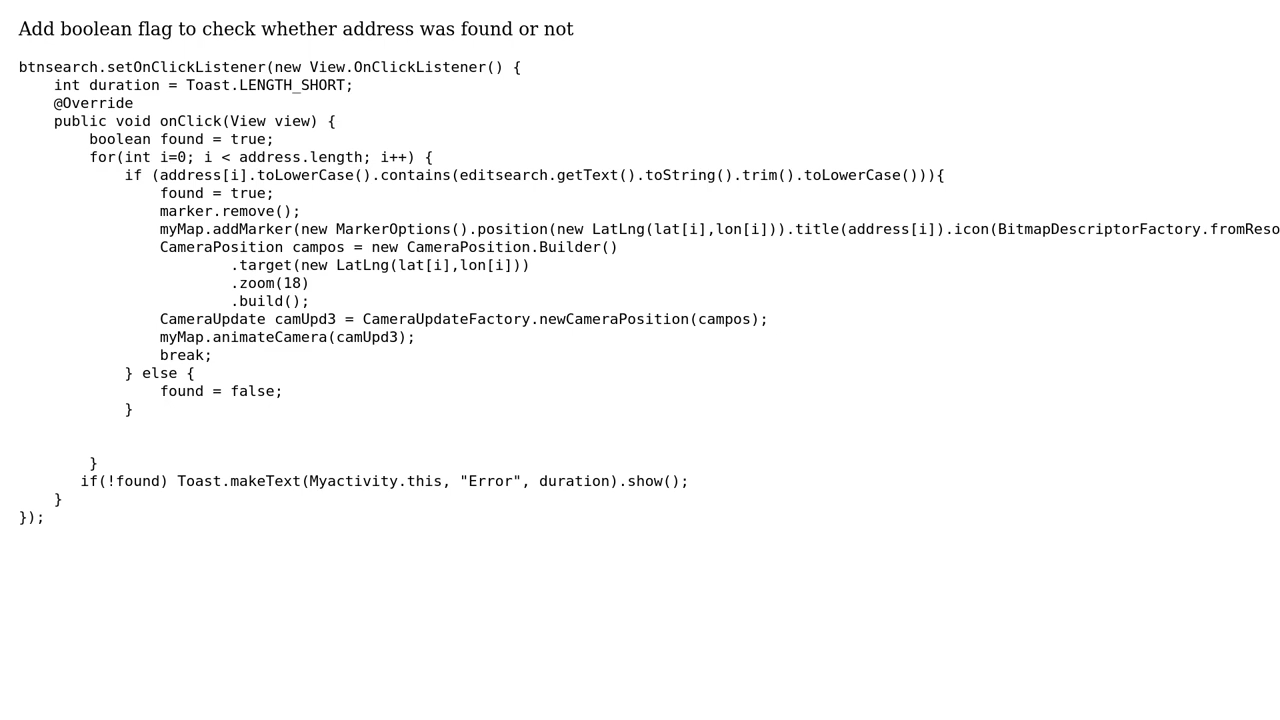 Add boolean flag to check whether address was found or not
btnsearch.setOnClickListener(new View.OnClickListener() {
    int duration = Toast.LENGTH_SHORT;
    @Override
    public void onClick(View view) {
        boolean found = true;
        for(int i=0; i < address.length; i++) {
            if (address[i].toLowerCase().contains(editsearch.getText().toString().trim().toLowerCase())){
                found = true;
                marker.remove();
                myMap.addMarker(new MarkerOptions().position(new LatLng(lat[i],lon[i])).title(address[i]).icon(BitmapDescriptorFactory.fromReso
                CameraPosition campos = new CameraPosition.Builder()
                        .target(new LatLng(lat[i],lon[i]))
                        .zoom(18)
                        .build();
                CameraUpdate camUpd3 = CameraUpdateFactory.newCameraPosition(campos);
                myMap.animateCamera(camUpd3);
                break;
            } else {
                found = false;
            }
        }
       if(!found) Toast.makeText(Myactivity.this, "Error", duration).show();
    }
});